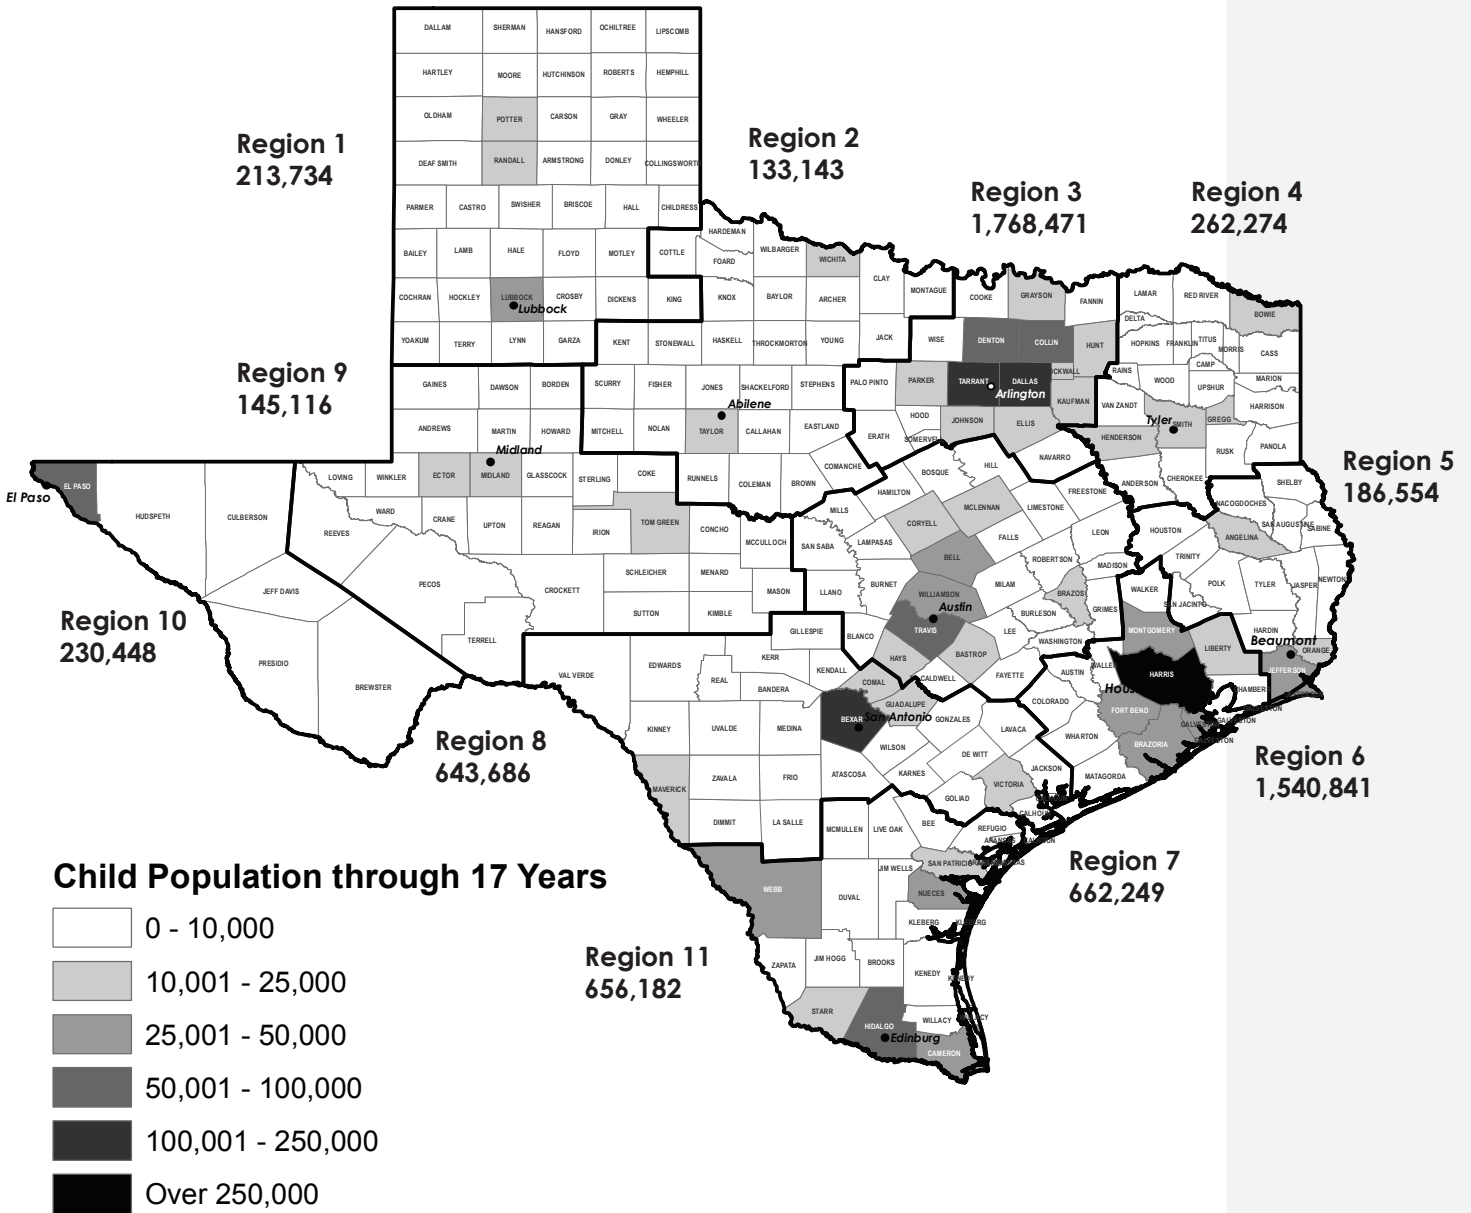 DALLAM SHERMAN HANSFORD OCHILTREE LIPSCOMB
HARTLEY MOORE HUTCHINSON ROBERTS HEMPHILL
OLDHAM POTTER CARSON GRAY WHEELER
Region 1
213,734
DEAF SMITH RANDALL ARMSTRONG DONLEY COLLINGSWORTH
Region 2
133,143
PARMER CASTRO SWISHER BRISCOE HALL CHILDRESS
Region 3
1,768,471
Region 4
262,274
BAILEY LAMB HALE FLOYD MOTLEY COTTLE
HARDEMAN FOARD WILBARGER WICHITA CLAY MONTAGUE COOKE GRAYSON FANNIN LAMAR RED RIVER BOWIE
COCHRAN HOCKLEY LUBBOCK CROSBY DICKENS KING KNOX BAYLOR ARCHER
Lubbock
DELTA HOPKINS FRANKLIN TITUS MORRIS CASS
YOAKUM TERRY LYNN GARZA KENT STONEWALL HASKELL THROCKMORTON YOUNG JACK WISE DENTON COLLIN HUNT
RAINS WOOD CAMP UPSHUR MARION
Region 9
145,116
GAINES DAWSON BORDEN SCURRY FISHER JONES SHACKELFORD STEPHENS PALO PINTO PARKER TARRANT DALLAS OCKWALL
Arlington
KAUFMAN VAN ZANDT HARRISON
Abilene
ANDREWS MARTIN HOWARD MITCHELL NOLAN TAYLOR CALLAHAN EASTLAND ERATH HOOD SOMERVEL JOHNSON ELLIS
Tyler
SMITH GREGG HENDERSON RUSK PANOLA
Midland
LOVING WINKLER ECTOR MIDLAND GLASSCOCK STERLING COKE RUNNELS COLEMAN BROWN COMANCHE BOSQUE HILL NAVARRO ANDERSON CHEROKEE
Region 5
186,554
SHELBY
El Paso
EL PASO HUDSPETH CULBERSON
REEVES WARD CRANE UPTON REAGAN IRION TOM GREEN CONCHO MCCULLOCH
MILLS HAMILTON CORYELL MCLENNAN LIMESTONE FREESTONE LEON HOUSTON NACOGDOCHES SAN AUGUSTINE SABINE ANGELINA
SAN SABA LAMPASAS BELL FALLS ROBERTSON MADISON TRINITY
JEFF DAVIS PECOS CROCKETT SCHLEICHER MENARD MASON LLANO BURNET WILLIAMSON MILAM BRAZOS GRIMES WALKER SAN JACINTO POLK TYLER JASPER NEWTON
Region 10
230,448
SUTTON KIMBLE
Austin
TRAVIS BURLESON LEE WASHINGTON MONTGOMERY LIBERTY HARDIN
Beaumont
ORANGE JEFFERSON
TERRELL GILLESPIE BLANCO HAYS BASTROP
PRESIDIO BREWSTER VAL VERDE EDWARDS REAL KERR KENDALL BANDERA COMAL CALDWELL FAYETTE AUSTIN WALLE HARRIS
Hous
CHAMBER
GUADALUPE COLORADO FORT BEND
KINNEY UVALDE MEDINA BEXAR
San Antonio
GONZALES LAVACA WHARTON BRAZORIA
Region 8
643,686
WILSON DE WITT JACKSON MATAGORDA
Region 6
1,540,841
MAVERICK ZAVALA FRIO ATASCOSA KARNES GOLIAD VICTORIA
DIMMIT LA SALLE MCMULLEN LIVE OAK BEE REFUGIO
Region 7
662,249
Child Population through 17 Years
WEBB DUVAL JIM WELLS SAN PATRICIO NUECES
0 - 10,000
KLEBERG
Region 11
656,182
10,001 - 25,000
ZAPATA JIM HOGG BROOKS KENEDY
STARR HIDALGO WILLACY
25,001 - 50,000
Edinburg
CAMERON
50,001 - 100,000
100,001 - 250,000
Over 250,000